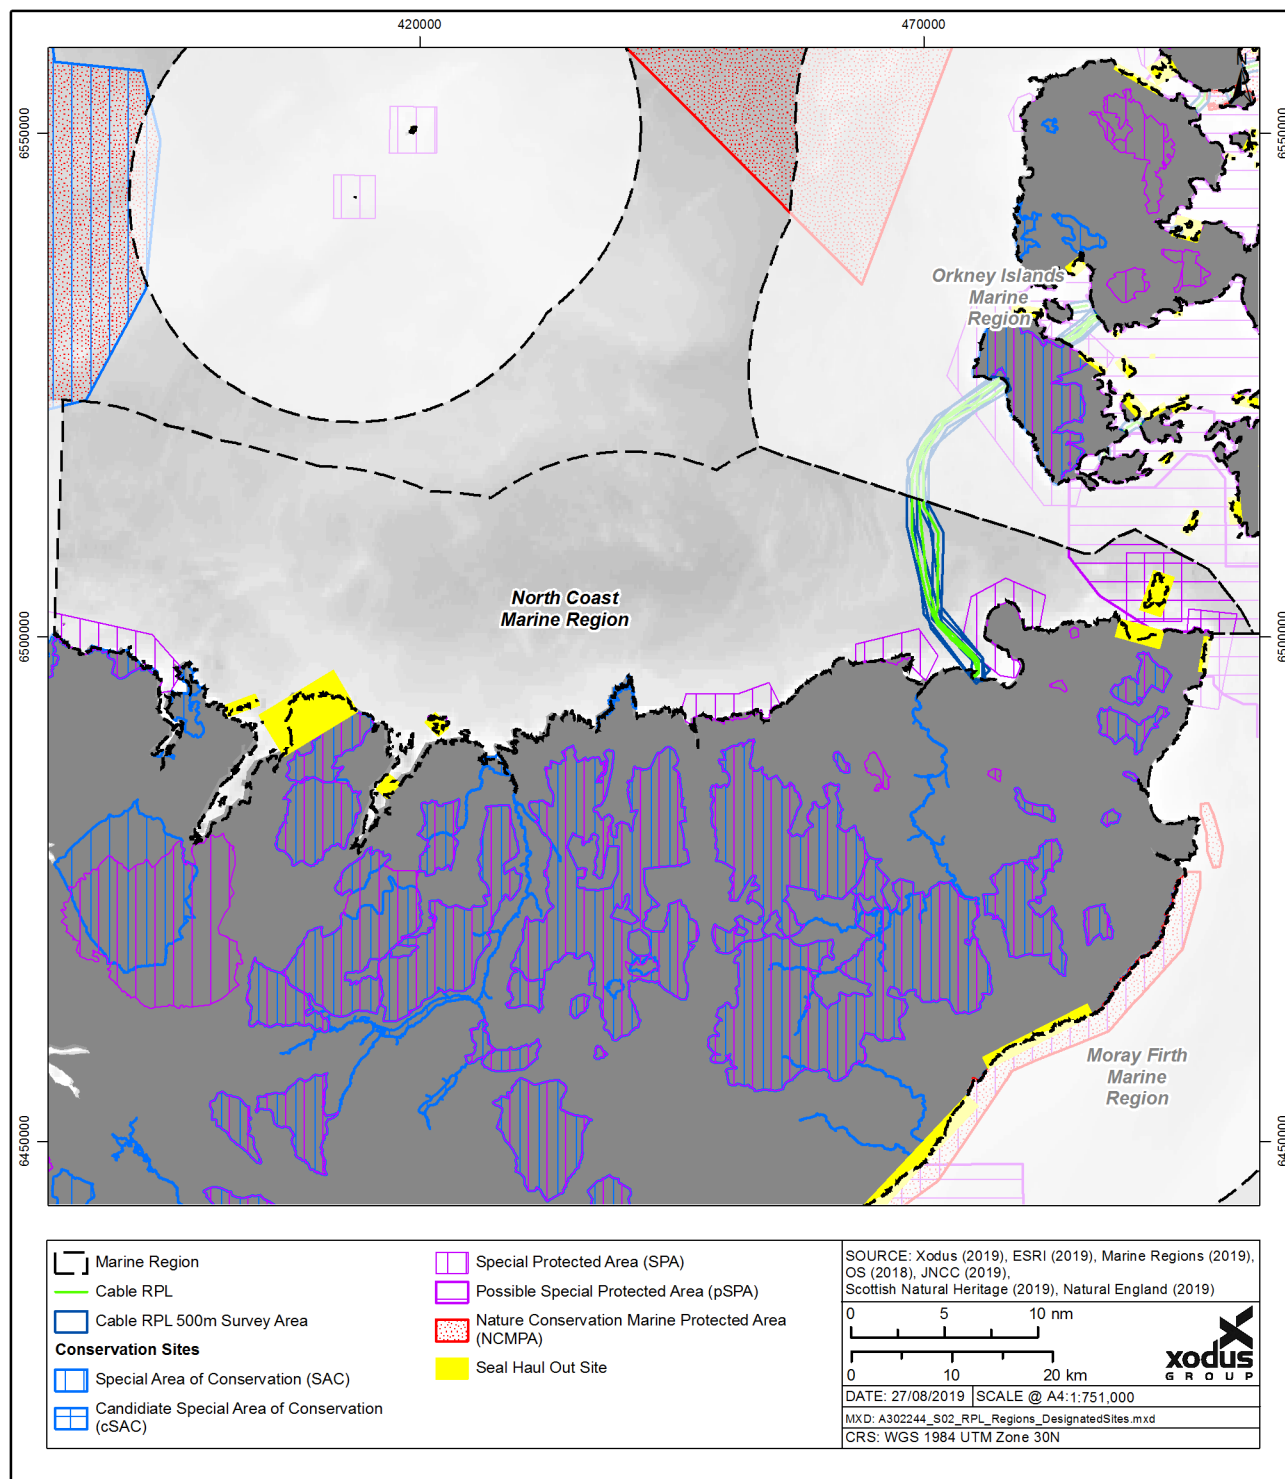 420000
470000
6550000
6550000
Orkney Islands
Marine
Region
North Coast
Marine Region
6500000
6500000
Moray Firth
Marine
Region
6450000
6450000
Marine Region
Cable RPL
Cable RPL 500m Survey Area
Conservation Sites
Special Area of Conservation (SAC)
Candidate Special Area of Conservation
(cSAC)
Special Protected Area (SPA)
Possible Special Protected Area (pSPA)
Nature Conservation Marine Protected Area
(NCMPA)
Seal Haul Out Site
SOURCE: Xodus (2019), ESRI (2019), Marine Regions (2019),
OS (2018), JNCC (2019),
Scottish Natural Heritage (2019), Natural England (2019)
0 5 10 nm
0 10 20 km
xodus
GROUP
DATE: 27/08/2019 SCALE @ A4:1:751,000
MXD: A302244_S02_RPL_Regions_DesignatedSites.mxd
CRS: WGS 1984 UTM Zone 30N